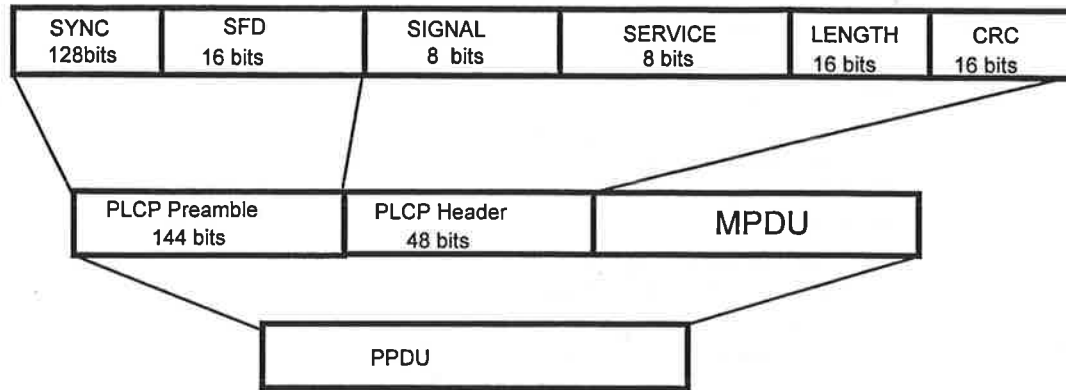 SYNC
128bits
SFD
16 bits
SIGNAL
8 bits
SERVICE
8 bits
LENGTH
16 bits
CRC
16 bits
PLCP Preamble
144 bits
PLCP Header
48 bits
MPDU
PPDU